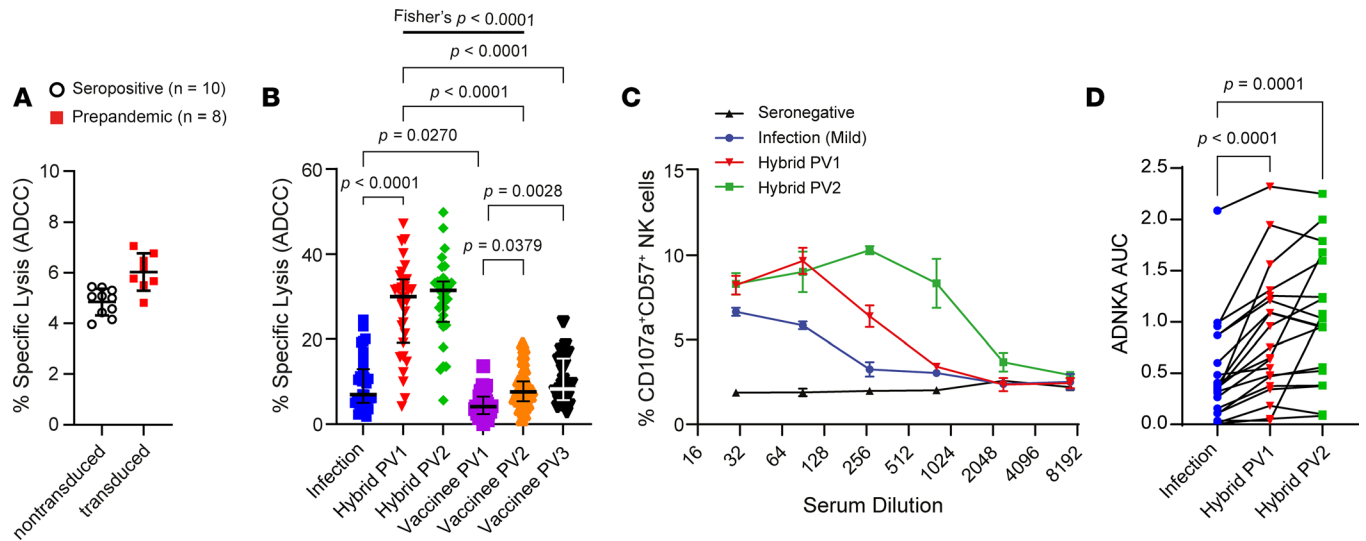 A
Seropositive (n = 10)
Prepandemic (n = 8)
% Specific Lysis (ADCC)
10
8
6
4
2
0
nontransduced
transduced
B
Fisher's p < 0.0001
p < 0.0001
p < 0.0001
p = 0.0270
p < 0.0001
p = 0.0028
p = 0.0379
% Specific Lysis (ADCC)
60
40
20
0
Infection
Hybrid PV1
Hybrid PV2
Vaccinee PV1
Vaccinee PV2
Vaccinee PV3
C
Seronegative
Infection (Mild)
Hybrid PV1
Hybrid PV2
% CD107a+CD57+ NK cells
15
10
5
0
16
32
64
128
256
512
1024
2048
4096
8192
Serum Dilution
D
p = 0.0001
p < 0.0001
ADNKA AUC
2.5
2.0
1.5
1.0
0.5
0.0
Infection
Hybrid PV1
Hybrid PV2